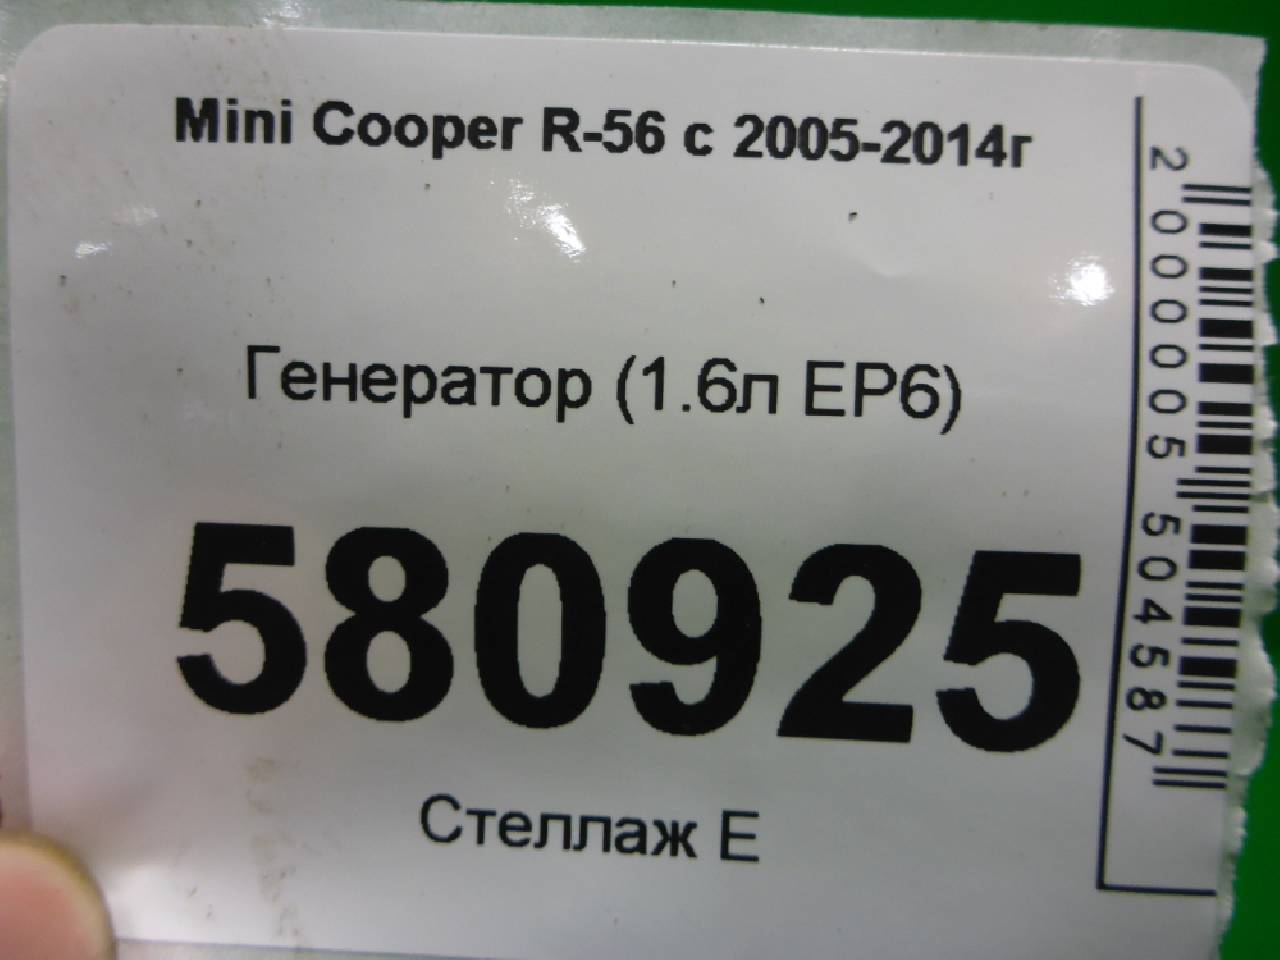 Mini Cooper R-56 с 2005-2014г
Генератор (1.6л EP6)
580925
Стеллаж Е
2000005504587